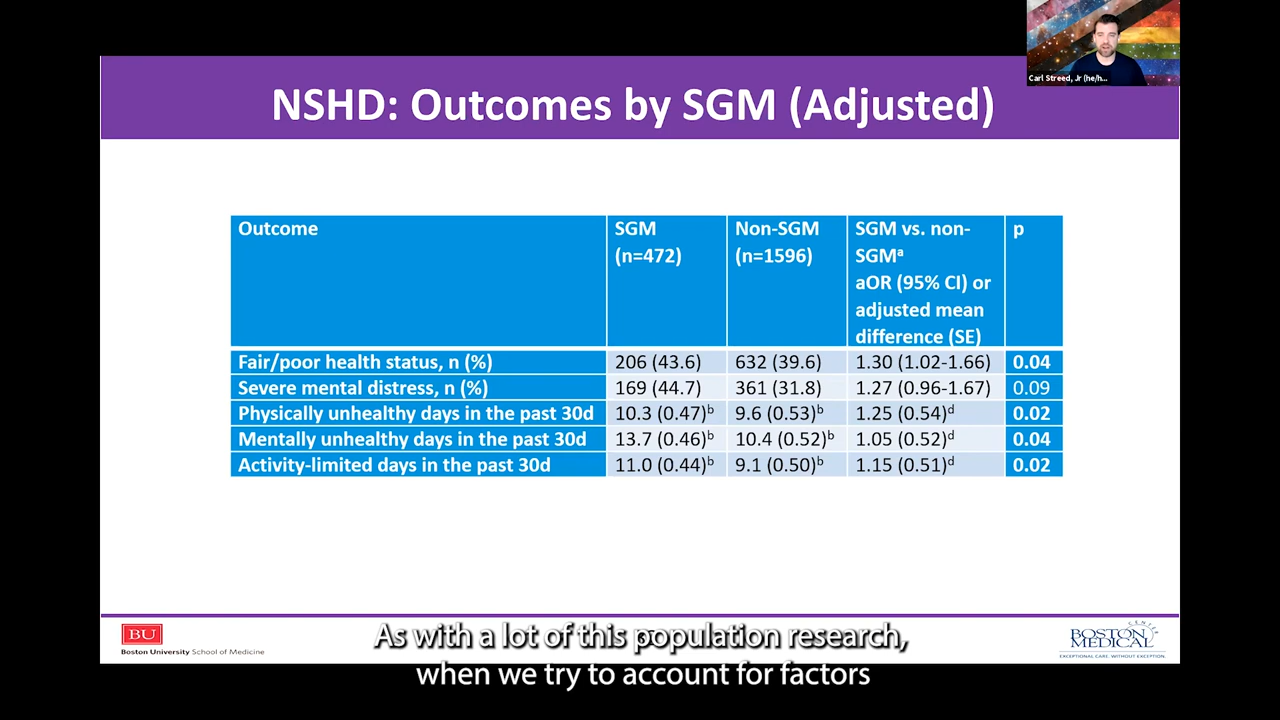 Carl Streed, Jr (he/h...
NSHD: Outcomes by SGM (Adjusted)
Outcome
SGM
(n=472)
Non-SGM
(n=1596)
SGM vs. non-
SGMᵃ
aOR (95% CI) or
adjusted mean
difference (SE)
p
Fair/poor health status, n (%) 206 (43.6) 632 (39.6) 1.30 (1.02-1.66) 0.04
Severe mental distress, n (%) 169 (44.7) 361 (31.8) 1.27 (0.96-1.67) 0.09
Physically unhealthy days in the past 30d 10.3 (0.47)ᵇ 9.6 (0.53)ᵇ 1.25 (0.54)ᵈ 0.02
Mentally unhealthy days in the past 30d 13.7 (0.46)ᵇ 10.4 (0.52)ᵇ 1.05 (0.52)ᵈ 0.04
Activity-limited days in the past 30d 11.0 (0.44)ᵇ 9.1 (0.50)ᵇ 1.15 (0.51)ᵈ 0.02
BU
Boston University School of Medicine
As with a lot of this population research,
when we try to account for factors
BOSTON
MEDICAL
CENTER
EXCEPTIONAL CARE. WITHOUT EXCEPTION.